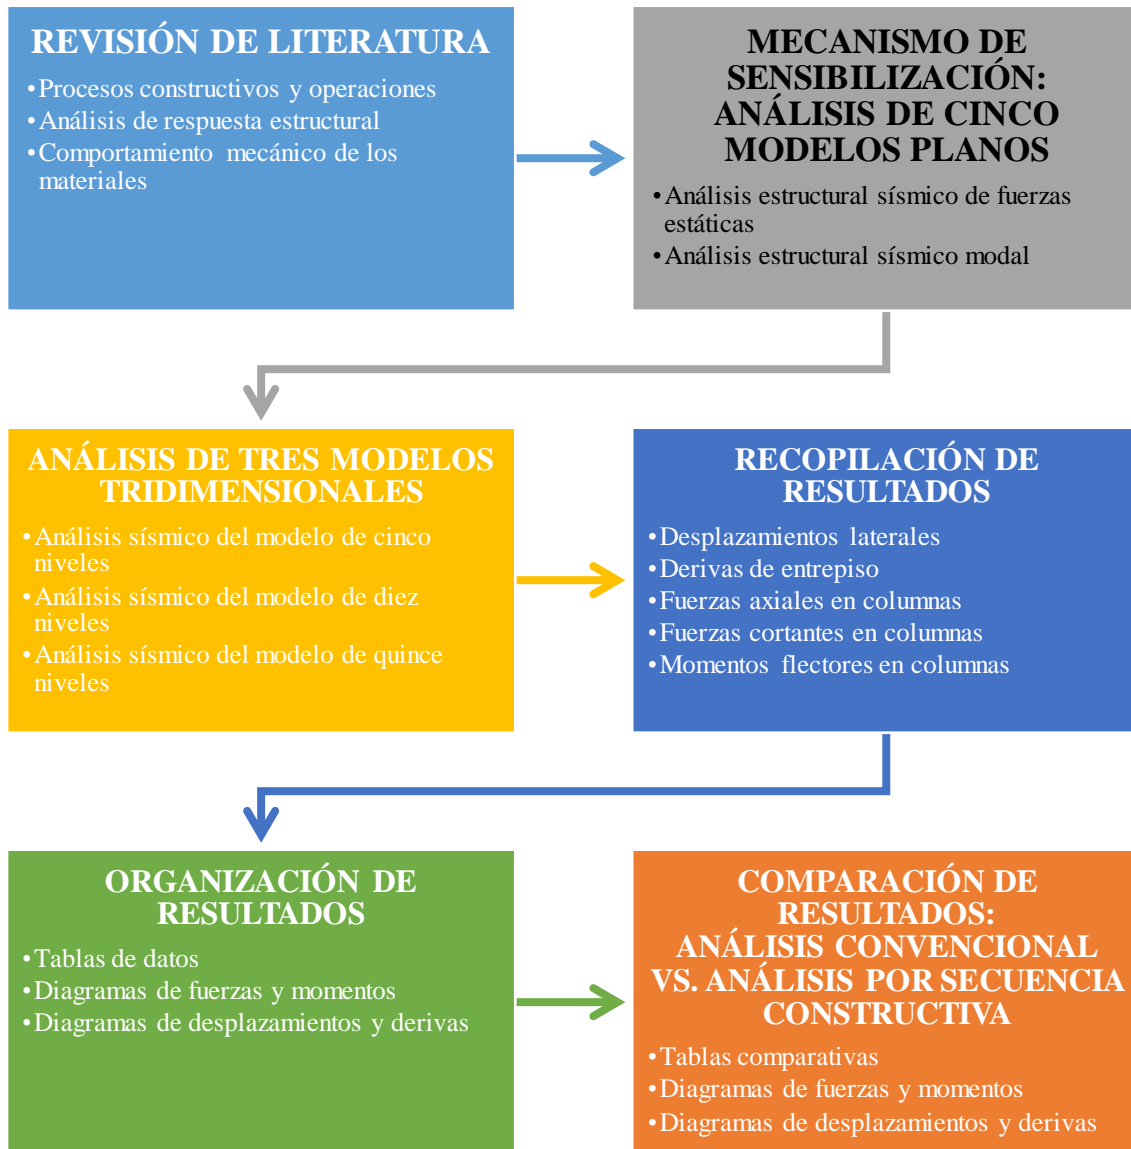 REVISIÓN DE LITERATURA
•Procesos constructivos y operaciones
•Análisis de respuesta estructural
•Comportamiento mecánico de los
materiales
MECANISMO DE
SENSIBILIZACIÓN:
ANÁLISIS DE CINCO
MODELOS PLANOS
•Análisis estructural sísmico de fuerzas
estáticas
•Análisis estructural sísmico modal
ANÁLISIS DE TRES MODELOS
TRIDIMENSIONALES
•Análisis sísmico del modelo de cinco
niveles
•Análisis sísmico del modelo de diez
niveles
•Análisis sísmico del modelo de quince
niveles
RECOPILACIÓN DE
RESULTADOS
•Desplazamientos laterales
•Derivas de entrepiso
•Fuerzas axiales en columnas
•Fuerzas cortantes en columnas
•Momentos flectores en columnas
ORGANIZACIÓN DE
RESULTADOS
•Tablas de datos
•Diagramas de fuerzas y momentos
•Diagramas de desplazamientos y derivas
COMPARACIÓN DE
RESULTADOS:
ANÁLISIS CONVENCIONAL
VS. ANÁLISIS POR SECUENCIA
CONSTRUCTIVA
•Tablas comparativas
•Diagramas de fuerzas y momentos
•Diagramas de desplazamientos y derivas